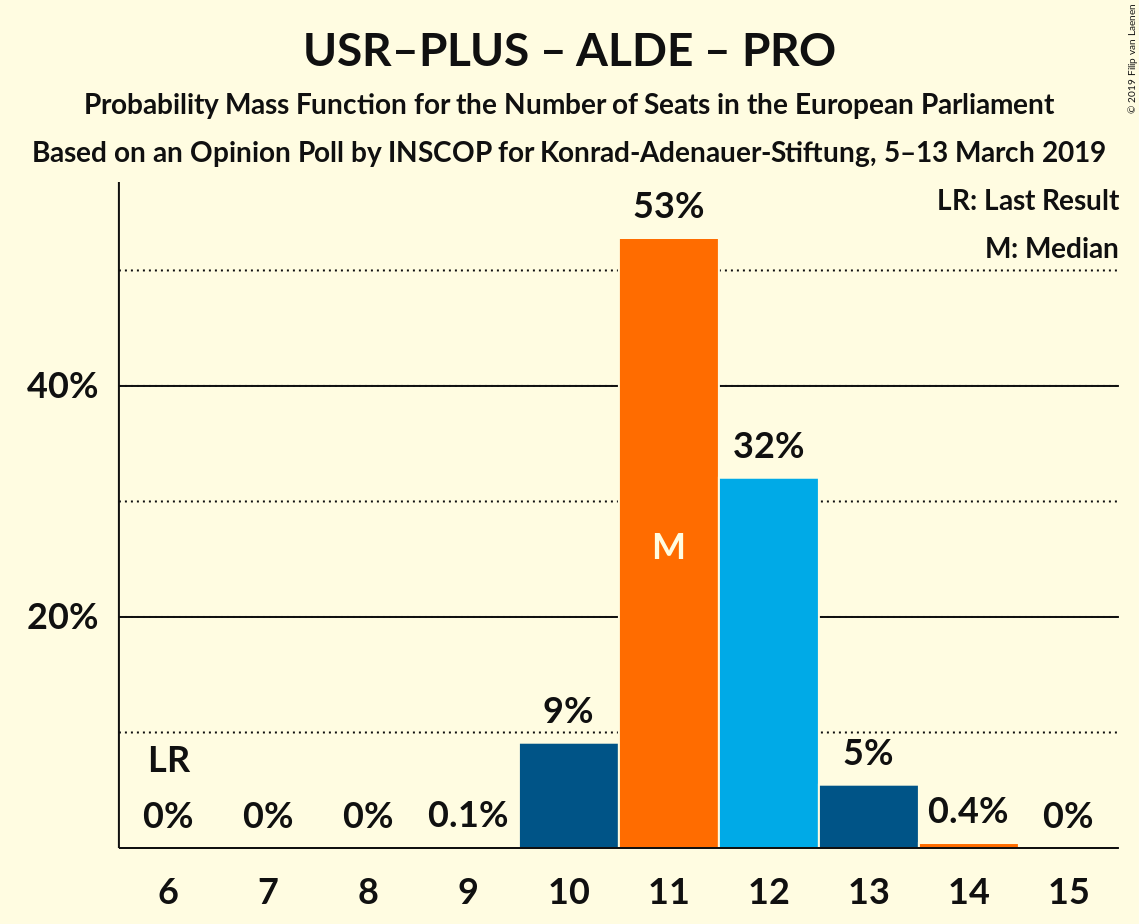 USR–PLUS – ALDE – PRO
Probability Mass Function for the Number of Seats in the European Parliament
Based on an Opinion Poll by INSCOP for Konrad-Adenauer-Stiftung, 5–13 March 2019
© 2019 Filip van Laenen
LR: Last Result
M: Median
53%
40%
32%
M
20%
9%
LR
5%
0% 0% 0% 0.1% 0.4% 0%
6 7 8 9 10 11 12 13 14 15